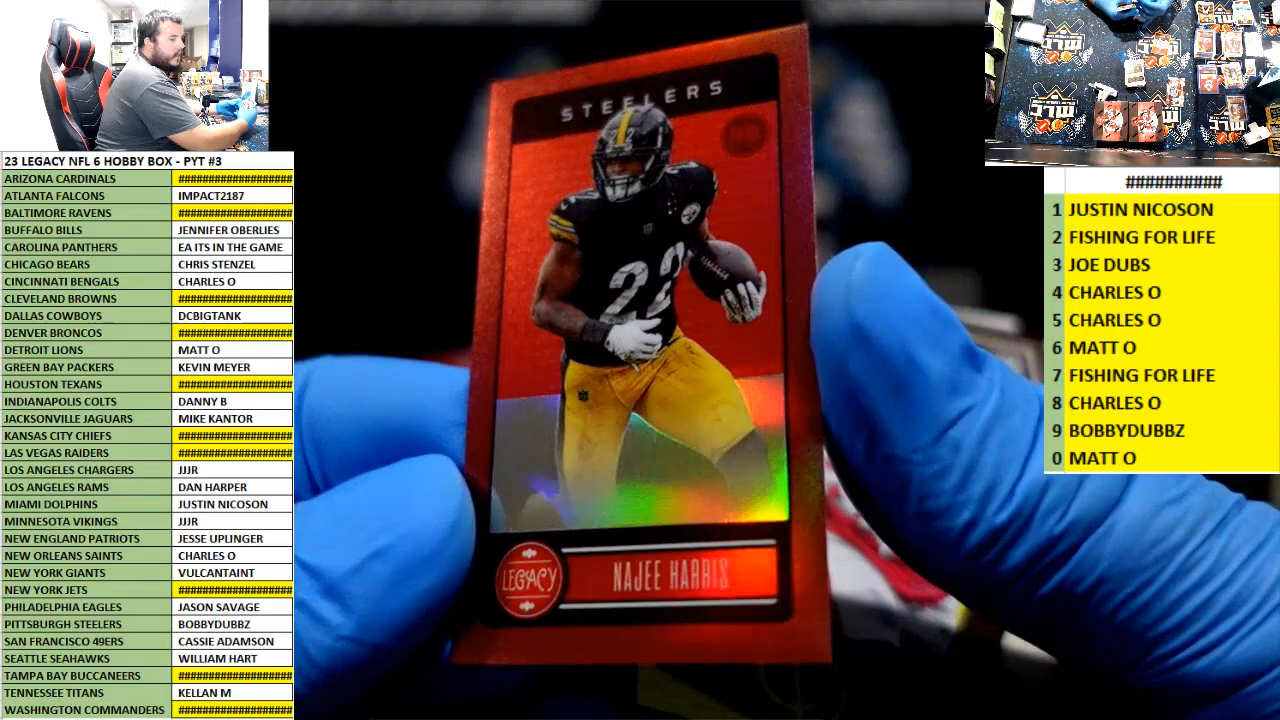 23 LEGACY NFL 6 HOBBY BOX - PYT #3
ARIZONA CARDINALS ###################
ATLANTA FALCONS IMPACT2187
BALTIMORE RAVENS ###################
BUFFALO BILLS JENNIFER OBERLIES
CAROLINA PANTHERS EA ITS IN THE GAME
CHICAGO BEARS CHRIS STENZEL
CINCINNATI BENGALS CHARLES O
CLEVELAND BROWNS ###################
DALLAS COWBOYS DCBIGTANK
DENVER BRONCOS ###################
DETROIT LIONS MATT O
GREEN BAY PACKERS KEVIN MEYER
HOUSTON TEXANS ###################
INDIANAPOLIS COLTS DANNY B
JACKSONVILLE JAGUARS MIKE KANTOR
KANSAS CITY CHIEFS ###################
LAS VEGAS RAIDERS ###################
LOS ANGELES CHARGERS JJJR
LOS ANGELES RAMS DAN HARPER
MIAMI DOLPHINS JUSTIN NICOSON
MINNESOTA VIKINGS JJJR
NEW ENGLAND PATRIOTS JESSE UPLINGER
NEW ORLEANS SAINTS CHARLES O
NEW YORK GIANTS VULCANTAINT
NEW YORK JETS ###################
PHILADELPHIA EAGLES JASON SAVAGE
PITTSBURGH STEELERS BOBBYDUBBZ
SAN FRANCISCO 49ERS CASSIE ADAMSON
SEATTLE SEAHAWKS WILLIAM HART
TAMPA BAY BUCCANEERS ###################
TENNESSEE TITANS KELLAN M
WASHINGTON COMMANDERS ###################
STEELERS
22
LEGACY
NAJEE HARRIS
##########
1 JUSTIN NICOSON
2 FISHING FOR LIFE
3 JOE DUBS
4 CHARLES O
5 CHARLES O
6 MATT O
7 FISHING FOR LIFE
8 CHARLES O
9 BOBBYDUBBZ
0 MATT O